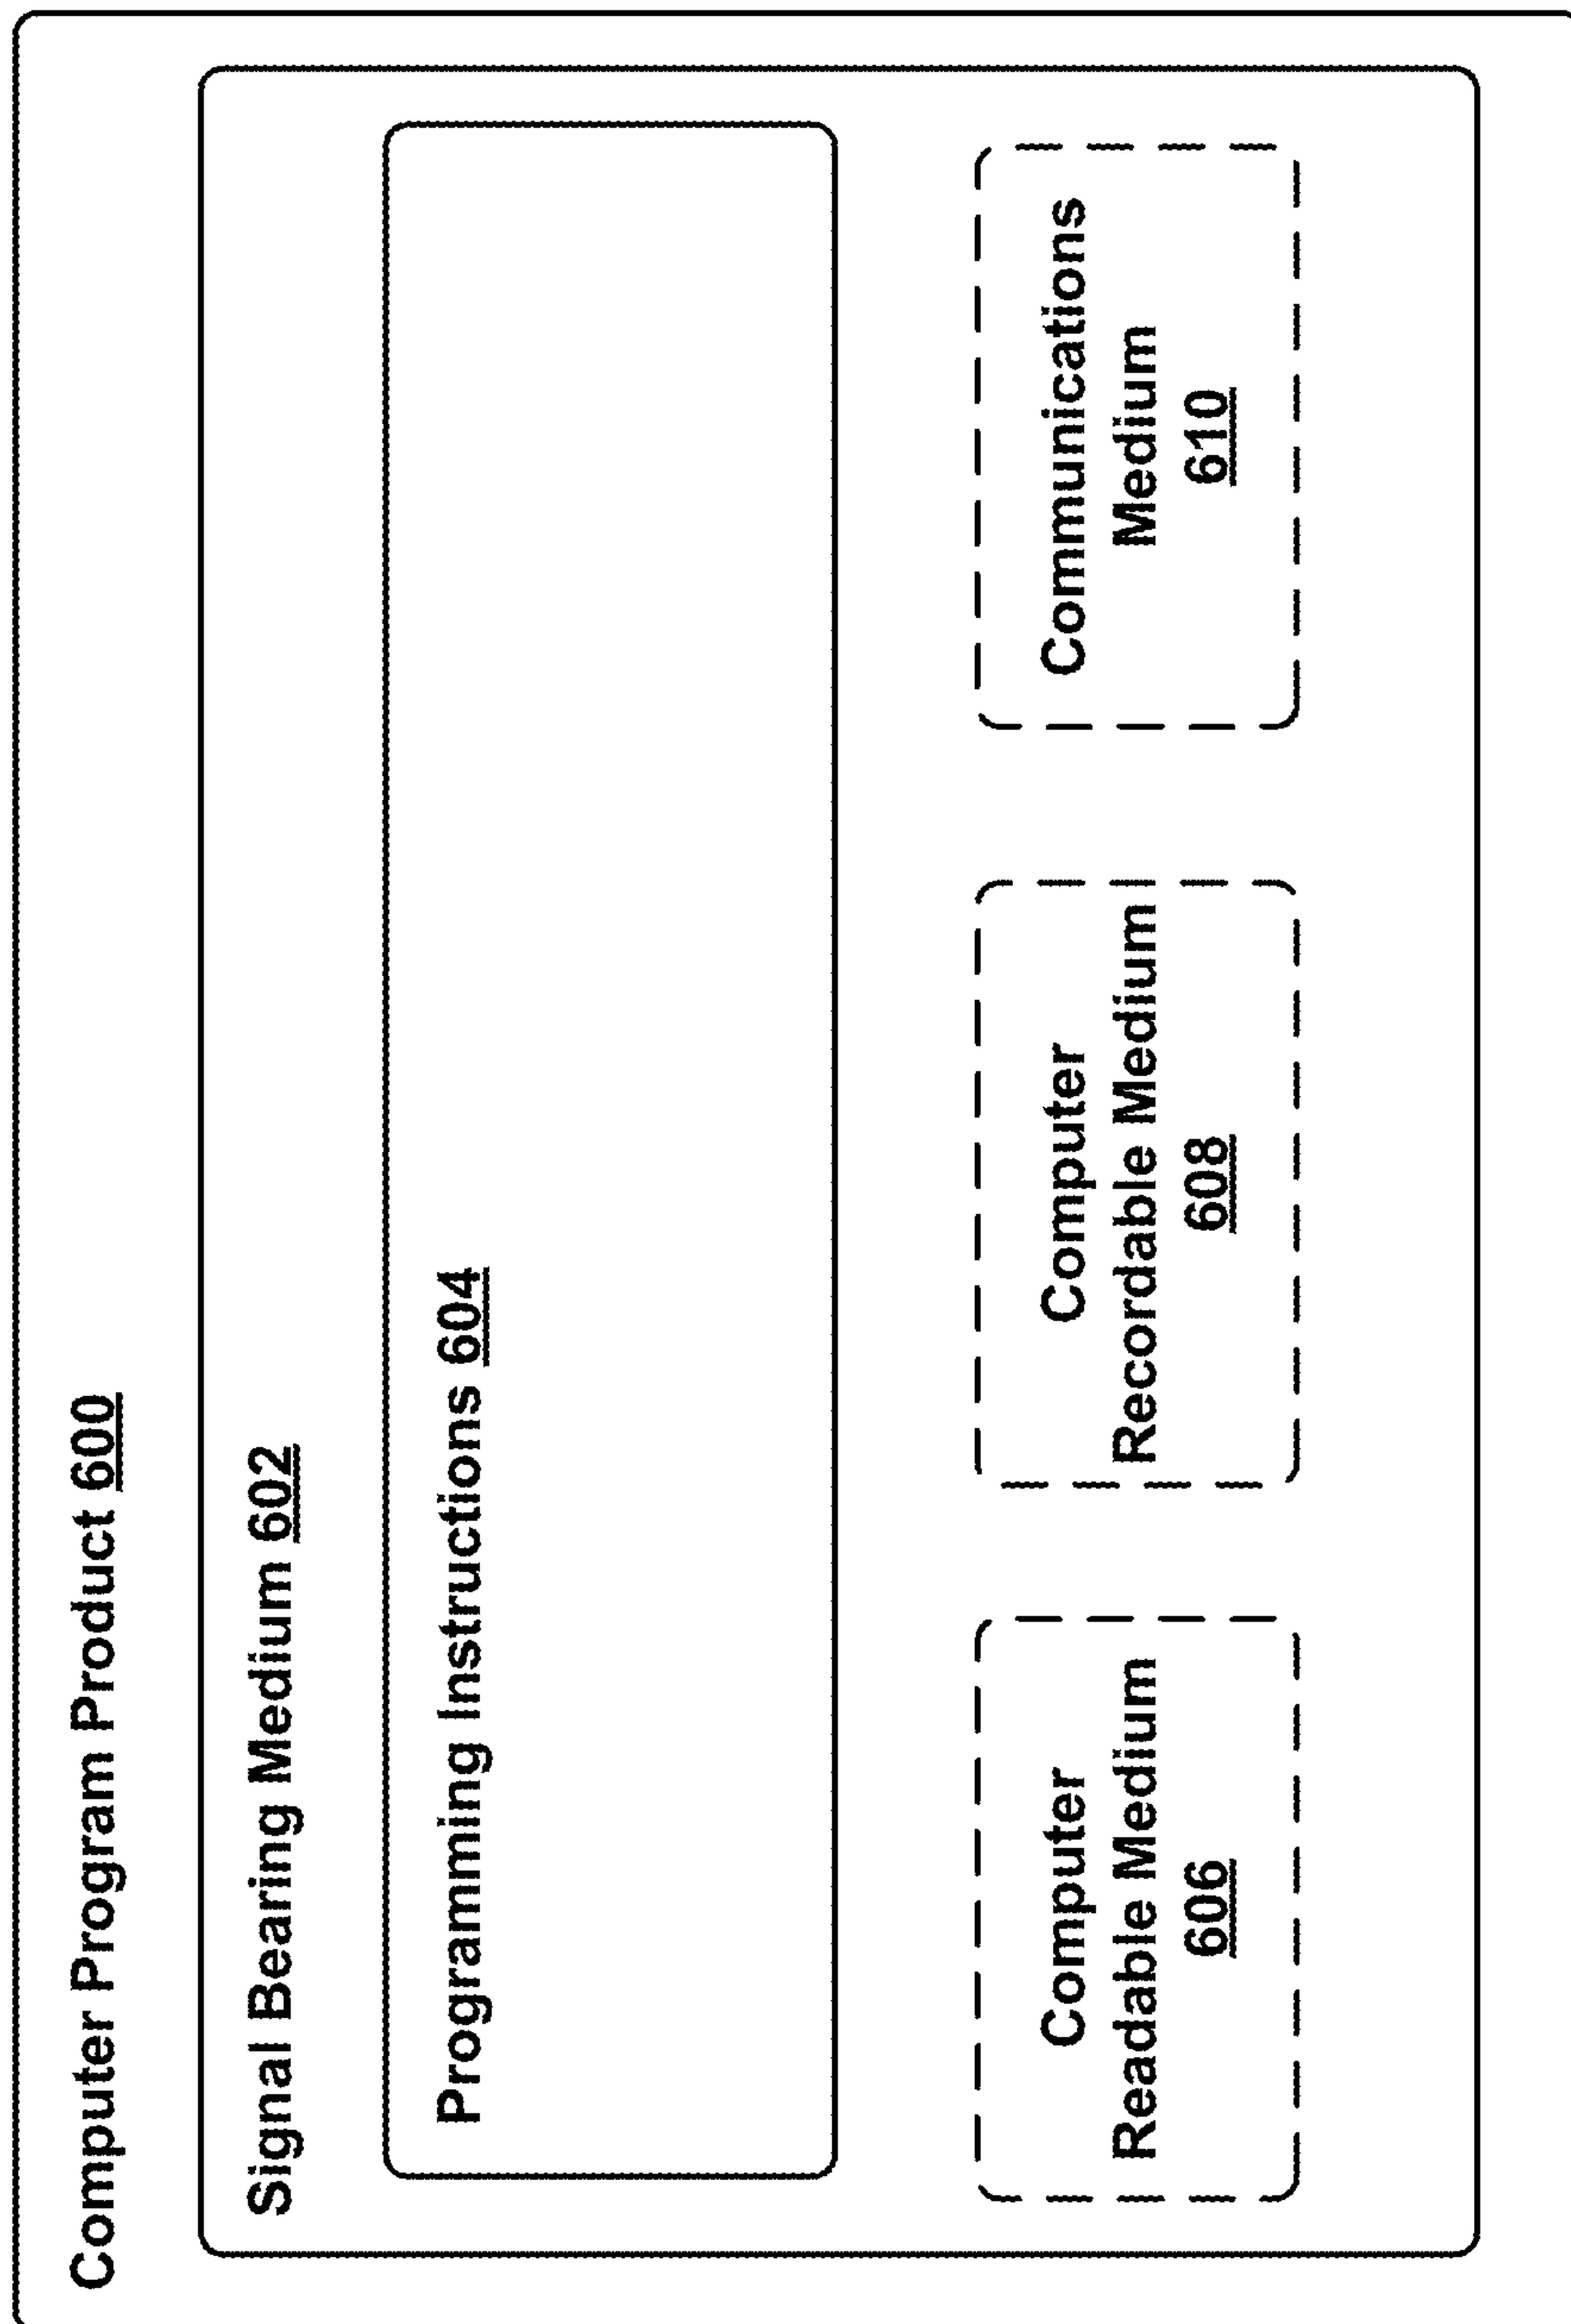 Computer Program Product 600
Signal Bearing Medium 602
Programming Instructions 604
Computer
Readable Medium
606
Computer
Recordable Medium
608
Communications
Medium
610